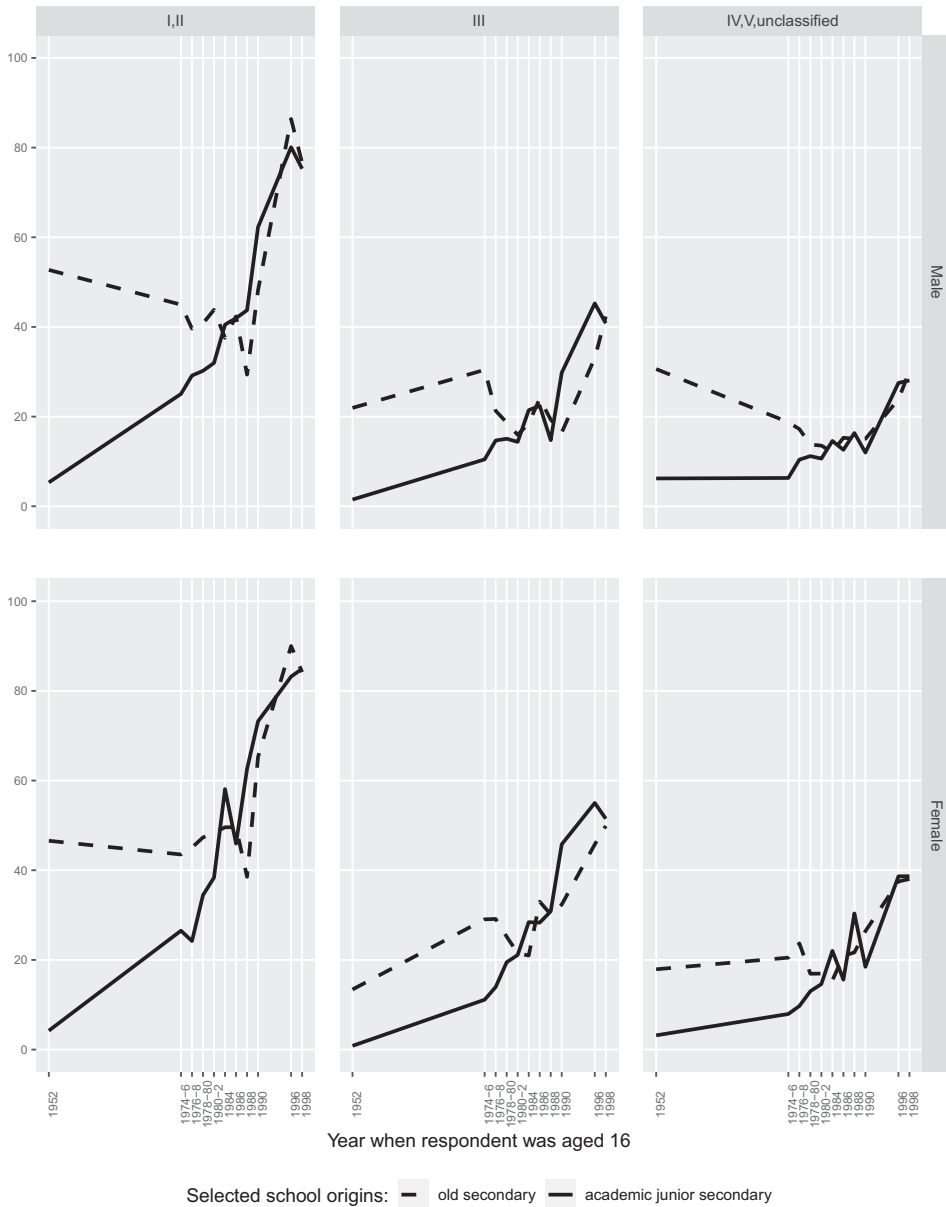 I,II III IV,V,unclassified
100
80
60
40
20
0
Male
100
80
60
40
20
0
Female
1952 1974–6 1976–8 1978–80 1980–2 1984 1986 1988 1990 1996 1998 1952 1974–6 1976–8 1978–80 1980–2 1984 1986 1988 1990 1996 1998 1952 1974–6 1976–8 1978–80 1980–2 1984 1986 1988 1990 1996 1998
Year when respondent was aged 16
Selected school origins: old secondary academic junior secondary